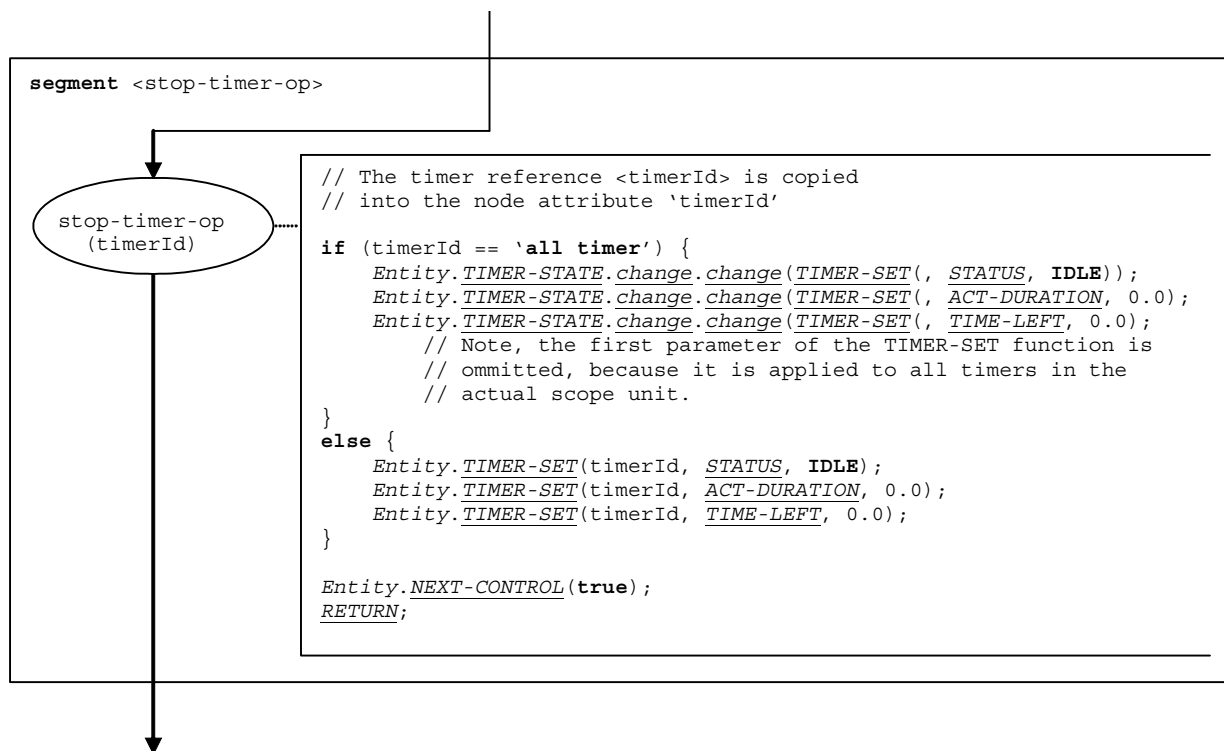 segment <stop-timer-op>
stop-timer-op
(timerId)
// The timer reference <timerId> is copied
// into the node attribute ‘timerId’
if (timerId == ‘all timer’) {
Entity.TIMER-STATE.change.change(TIMER-SET(, STATUS, IDLE));
Entity.TIMER-STATE.change.change(TIMER-SET(, ACT-DURATION, 0.0);
Entity.TIMER-STATE.change.change(TIMER-SET(, TIME-LEFT, 0.0);
// Note, the first parameter of the TIMER-SET function is
// ommitted, because it is applied to all timers in the
// actual scope unit.
}
else {
Entity.TIMER-SET(timerId, STATUS, IDLE);
Entity.TIMER-SET(timerId, ACT-DURATION, 0.0);
Entity.TIMER-SET(timerId, TIME-LEFT, 0.0);
}
Entity.NEXT-CONTROL(true);
RETURN;